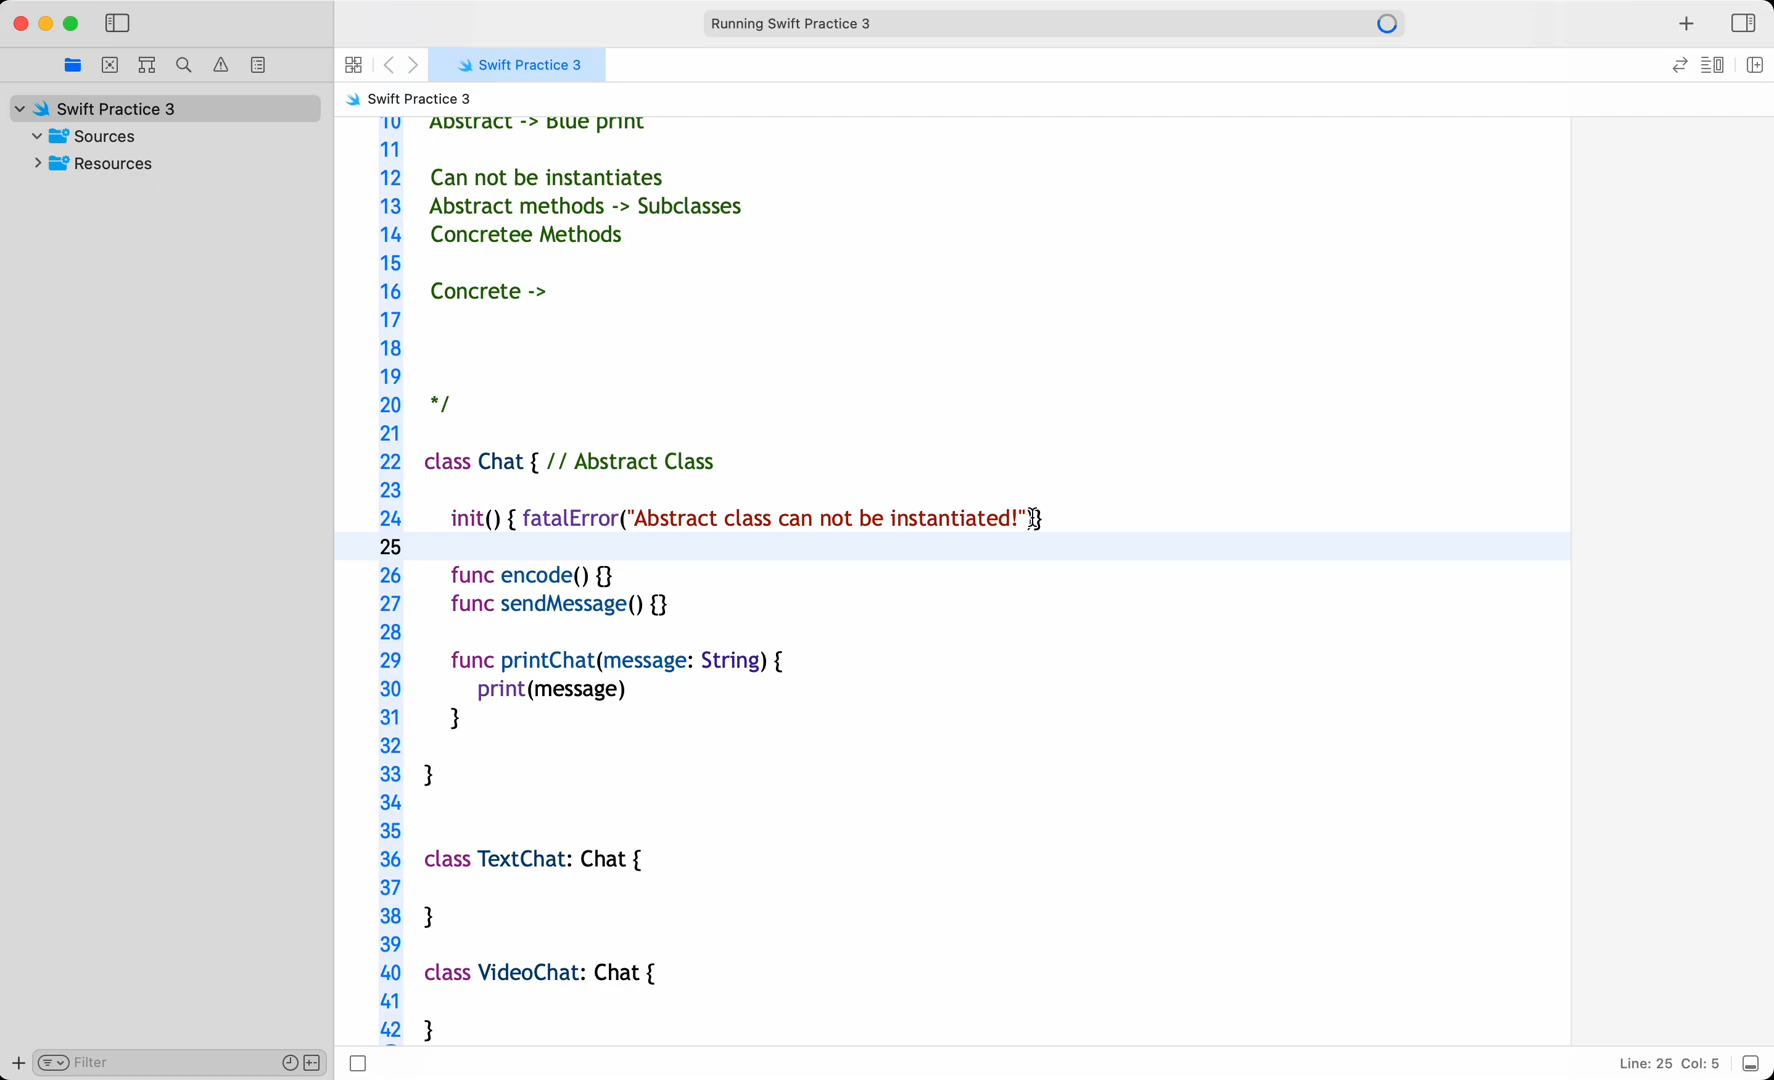 Running Swift Practice 3
Swift Practice 3
Swift Practice 3
Sources
Resources
Swift Practice 3
10 Abstract -> Blue print
11
12 Can not be instantiates
13 Abstract methods -> Subclasses
14 Concretee Methods
15
16 Concrete ->
17
18
19
20 */
21
22 class Chat { // Abstract Class
23
24 init() { fatalError("Abstract class can not be instantiated!")}
25
26 func encode() {}
27 func sendMessage() {}
28
29 func printChat(message: String) {
30 print(message)
31 }
32
33 }
34
35
36 class TextChat: Chat {
37
38 }
39
40 class VideoChat: Chat {
41
42 }
Filter
Line: 25 Col: 5